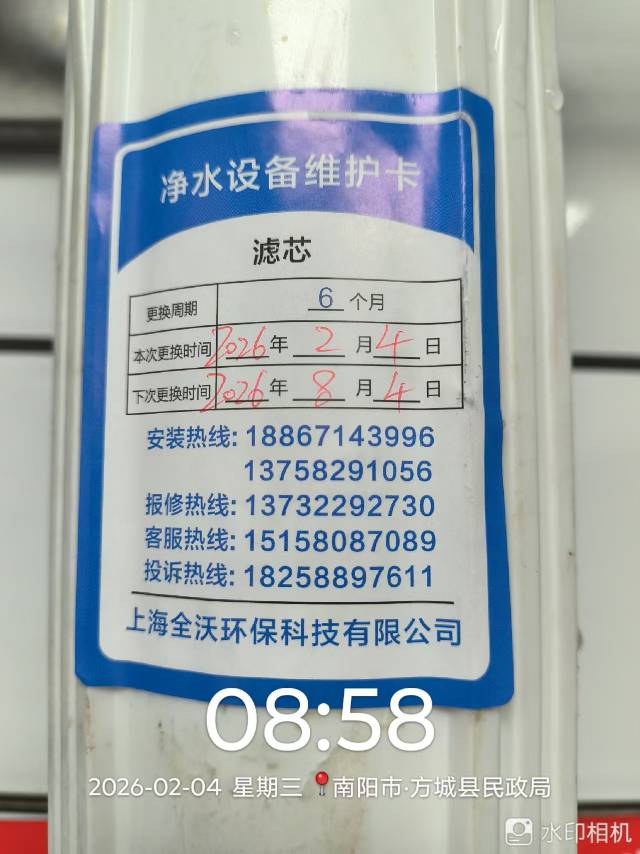 净水设备维护卡
滤芯
更换周期 6 个月
本次更换时间 2026 年 2 月 4 日
下次更换时间 2026 年 8 月 4 日
安装热线: 18867143996
13758291056
报修热线: 13732292730
客服热线: 15158087089
投诉热线: 18258897611
上海全沃环保科技有限公司
08:58
2026-02-04 星期三 南阳市·方城县民政局
水印相机